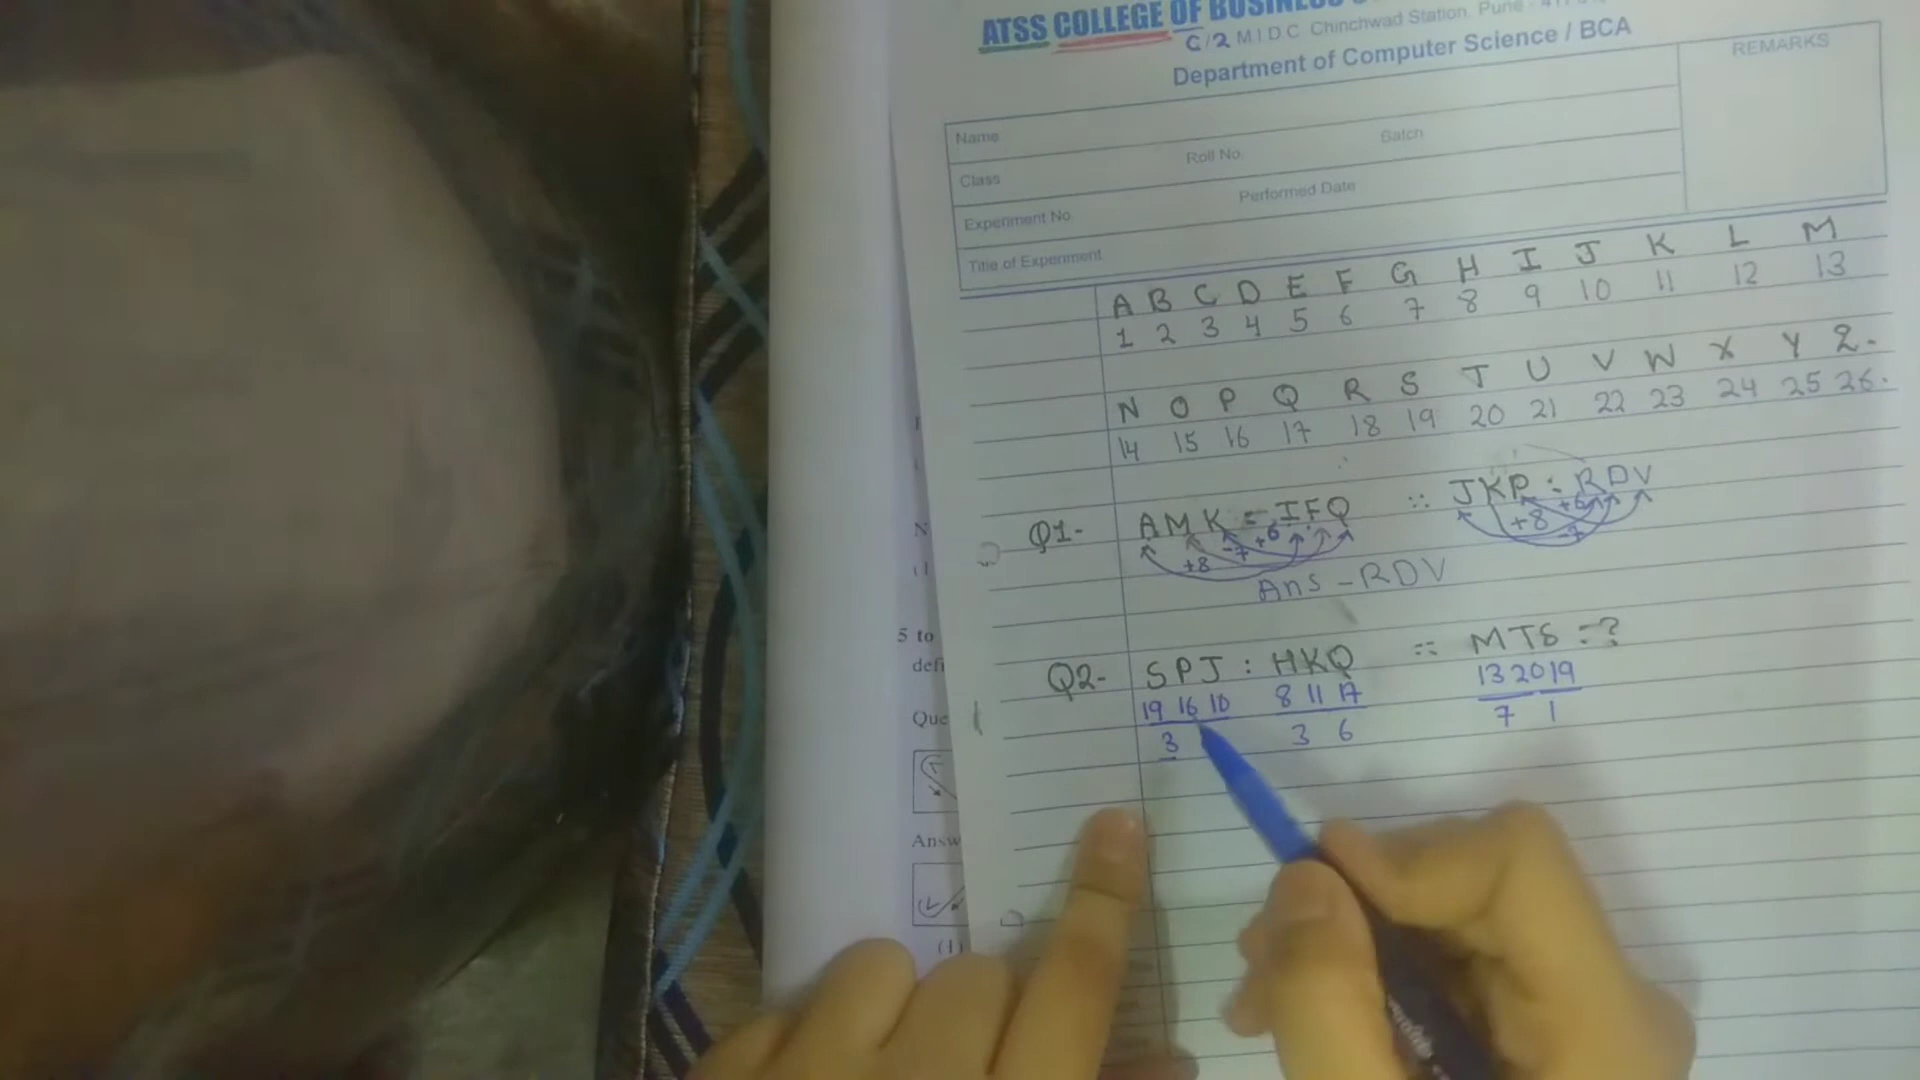 ATSS COLLEGE OF BUSINESS
C/2 M.I.D.C. Chinchwad Station, Pune
Department of Computer Science / BCA
REMARKS
Name
Class
Roll No.
Batch
Experiment No.
Performed Date
Title of Experiment
A B C D E F G H I J K L M
1 2 3 4 5 6 7 8 9 10 11 12 13
N O P Q R S T U V W X Y Z.
14 15 16 17 18 19 20 21 22 23 24 25 26.
Q1- AMK = IFQ :: JKP : RDV
+8 -7 +6 +8 -7 +6
Ans - RDV
Q2- SPJ : HKQ :: MTS : ?
19 16 10 8 11 17 13 20 19
3 3 6 7 1
5 to
Que
Answ
(1)